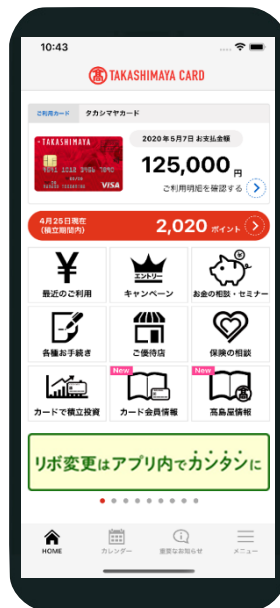 10:43
TAKASHIMAYA CARD
ご利用カード タカシマヤカード
TAKASHIMAYA
VISA
2020年5月7日 お支払金額
125,000 円
ご利用明細を確認する
4月25日現在
(積立期間内)
2,020 ポイント
エントリー
最近のご利用 キャンペーン お金の相談・セミナー
各種お手続き ご優待店 保険の相談
New New
カードで積立投資 カード会員情報 高島屋情報
リボ変更はアプリ内でカンタンに
HOME カレンダー 重要なお知らせ メニュー